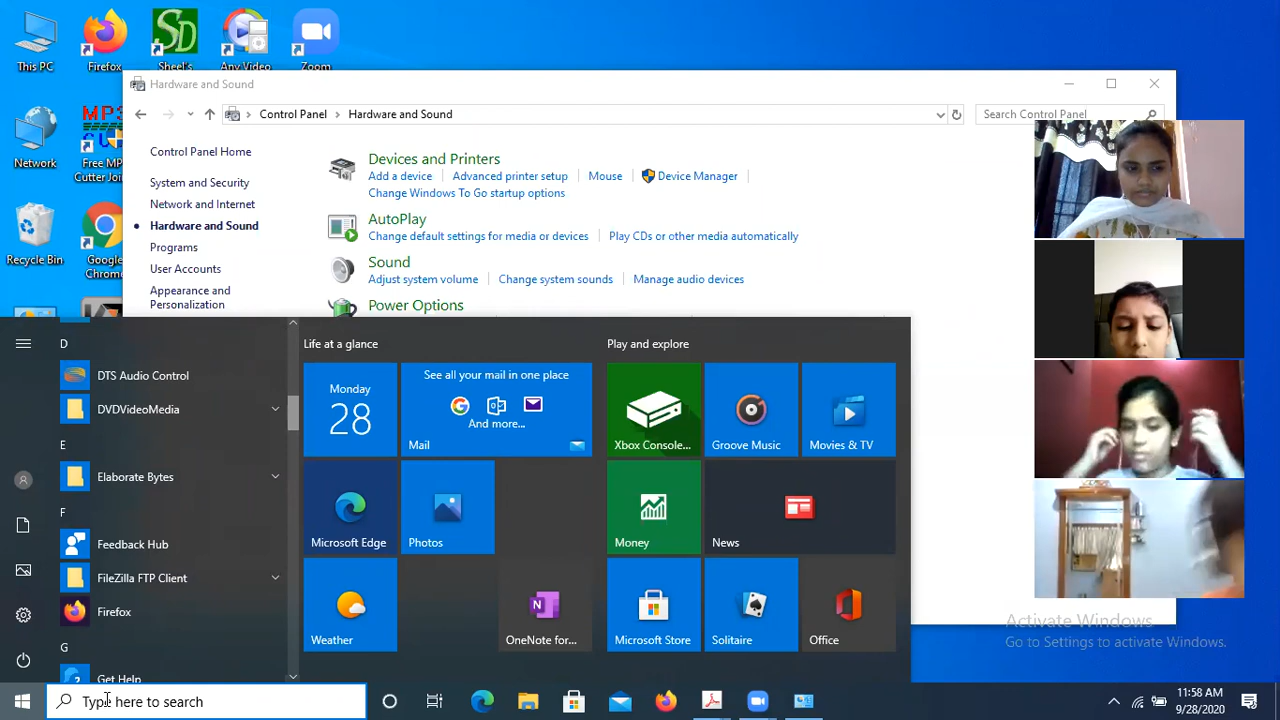 This PC
Firefox
Sheel's
Any Video
Zoom
Network
MP3
Free MP3
Cutter Join
Recycle Bin
Google
Chrome
Hardware and Sound
Control Panel > Hardware and Sound
Search Control Panel
Control Panel Home
System and Security
Network and Internet
Hardware and Sound
Programs
User Accounts
Appearance and
Personalization
Devices and Printers
Add a device
Advanced printer setup
Mouse
Device Manager
Change Windows To Go startup options
AutoPlay
Change default settings for media or devices
Play CDs or other media automatically
Sound
Adjust system volume
Change system sounds
Manage audio devices
Power Options
D
DTS Audio Control
DVDVideoMedia
E
Elaborate Bytes
F
Feedback Hub
FileZilla FTP Client
Firefox
G
Get Help
Life at a glance
Monday
28
See all your mail in one place
And more...
Mail
Microsoft Edge
Photos
Weather
OneNote for...
Play and explore
Xbox Console...
Groove Music
Movies & TV
Money
News
Microsoft Store
Solitaire
Office
Activate Windows
Go to Settings to activate Windows.
Type here to search
11:58 AM
9/28/2020